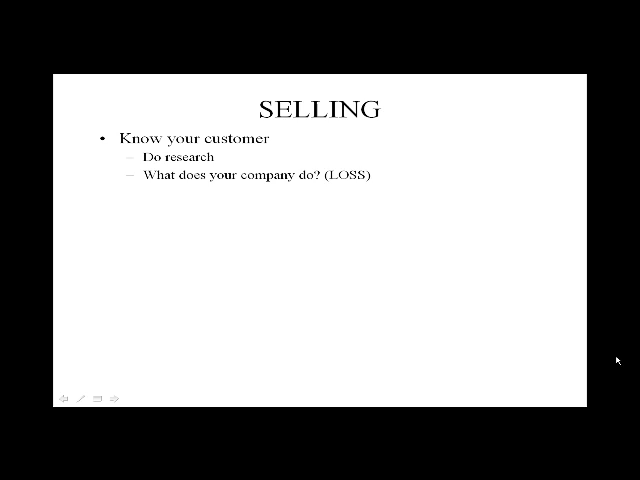 SELLING
• Know your customer
– Do research
– What does your company do? (LOSS)